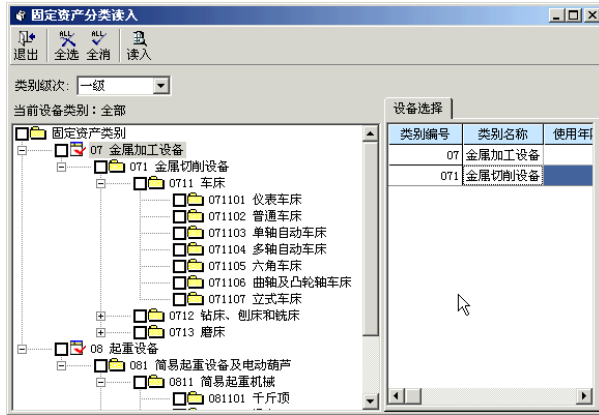 固定资产分类读入
退出 全选 全消 读入
类别级次: 一级
当前设备类别：全部
固定资产类别
07 金属加工设备
071 金属切削设备
0711 车床
071101 仪表车床
071102 普通车床
071103 单轴自动车床
071104 多轴自动车床
071105 六角车床
071106 曲轴及凸轮轴车床
071107 立式车床
0712 钻床、刨床和铣床
0713 磨床
08 起重设备
081 简易起重设备及电动葫芦
0811 简易起重机械
081101 千斤顶
设备选择
类别编号 类别名称 使用年
07 金属加工设备
071 金属切削设备